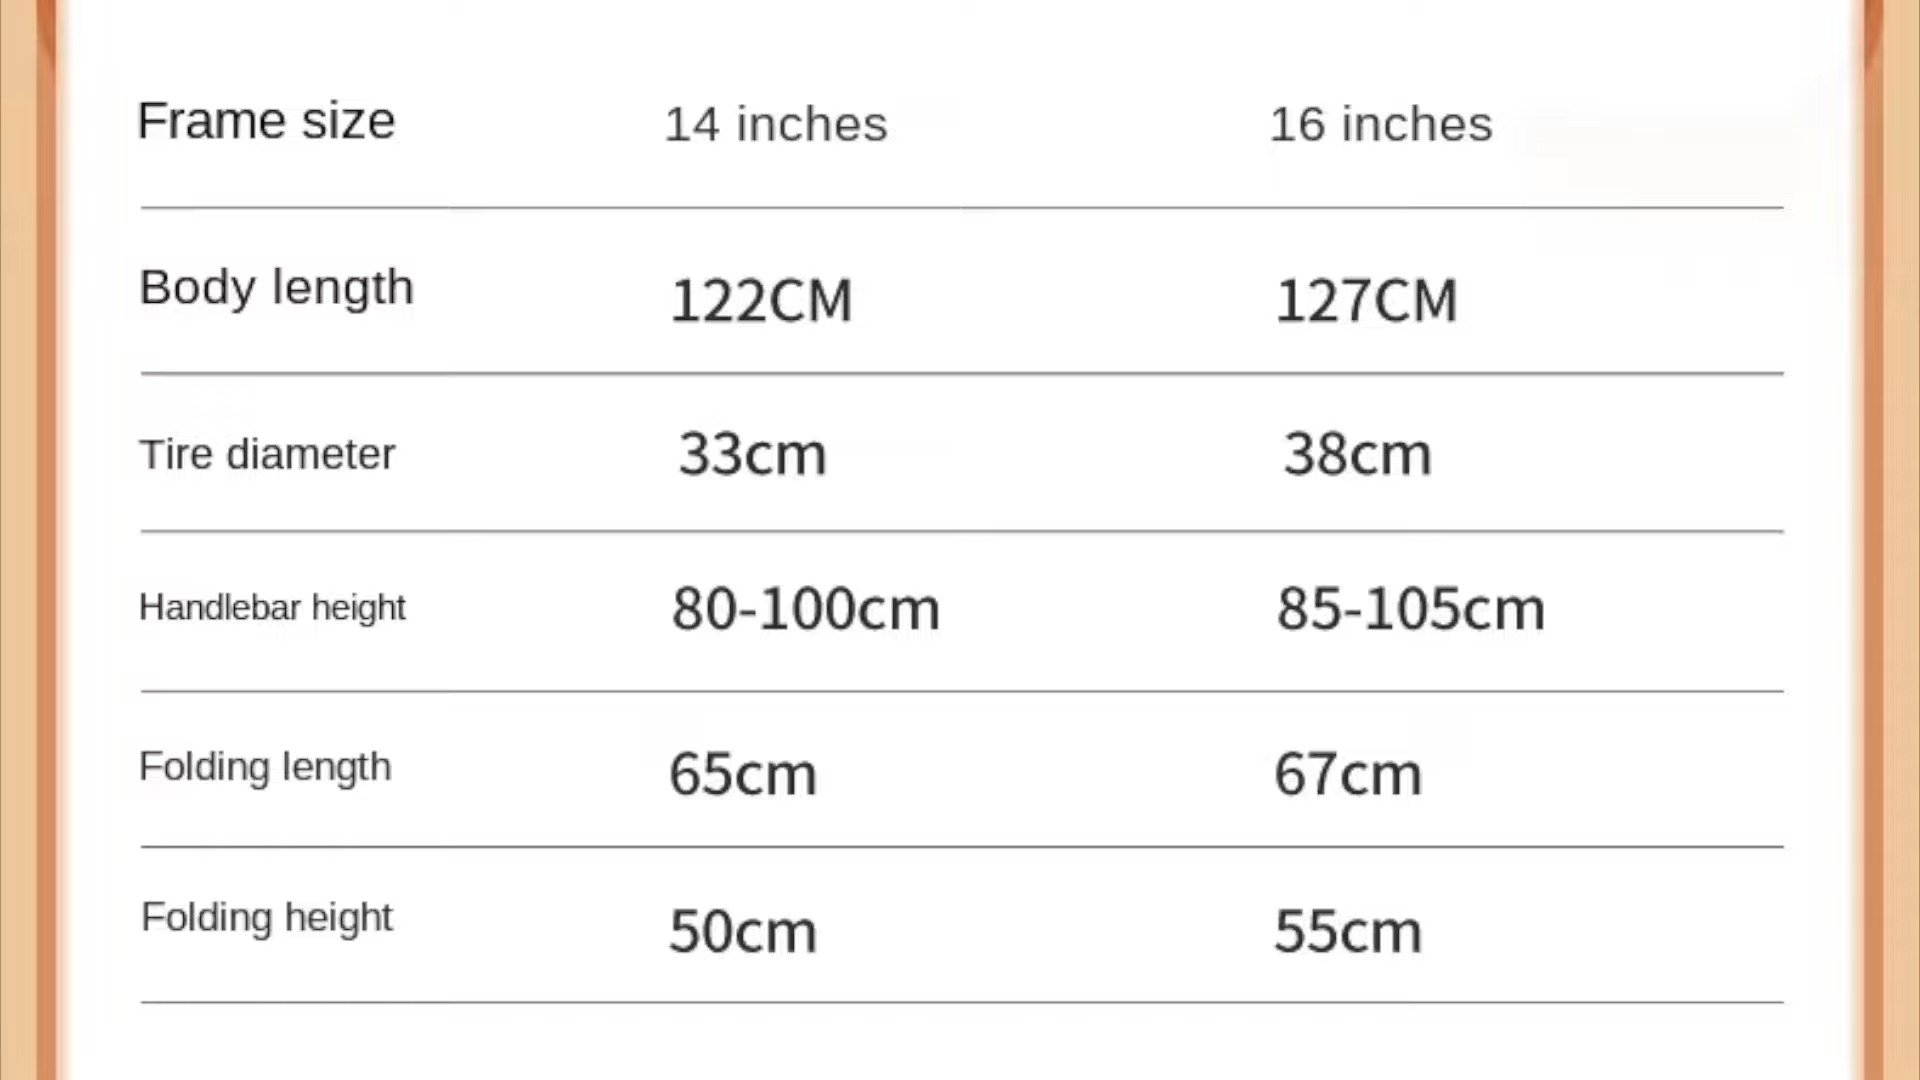 Frame size 14 inches 16 inches
Body length 122CM 127CM
Tire diameter 33cm 38cm
Handlebar height 80-100cm 85-105cm
Folding length 65cm 67cm
Folding height 50cm 55cm